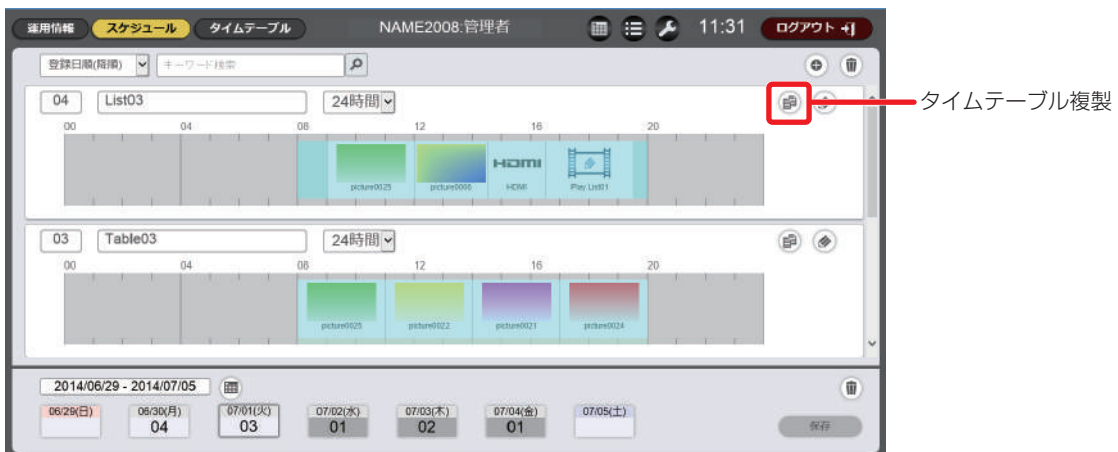 運用情報 スケジュール タイムテーブル NAME2008:管理者 11:31 ログアウト
登録日順(降順) キーワード検索
04 List03 24時間
タイムテーブル複製
00 04 08 12 16 20
HDMI
picture0025 picture0006 HDMI Play List01
03 Table03 24時間
00 04 08 12 16 20
picture0025 picture0022 picture0021 picture0024
2014/06/29 - 2014/07/05
06/29(日) 06/30(月) 07/01(火) 07/02(水) 07/03(木) 07/04(金) 07/05(土)
04 03 01 02 01 保存